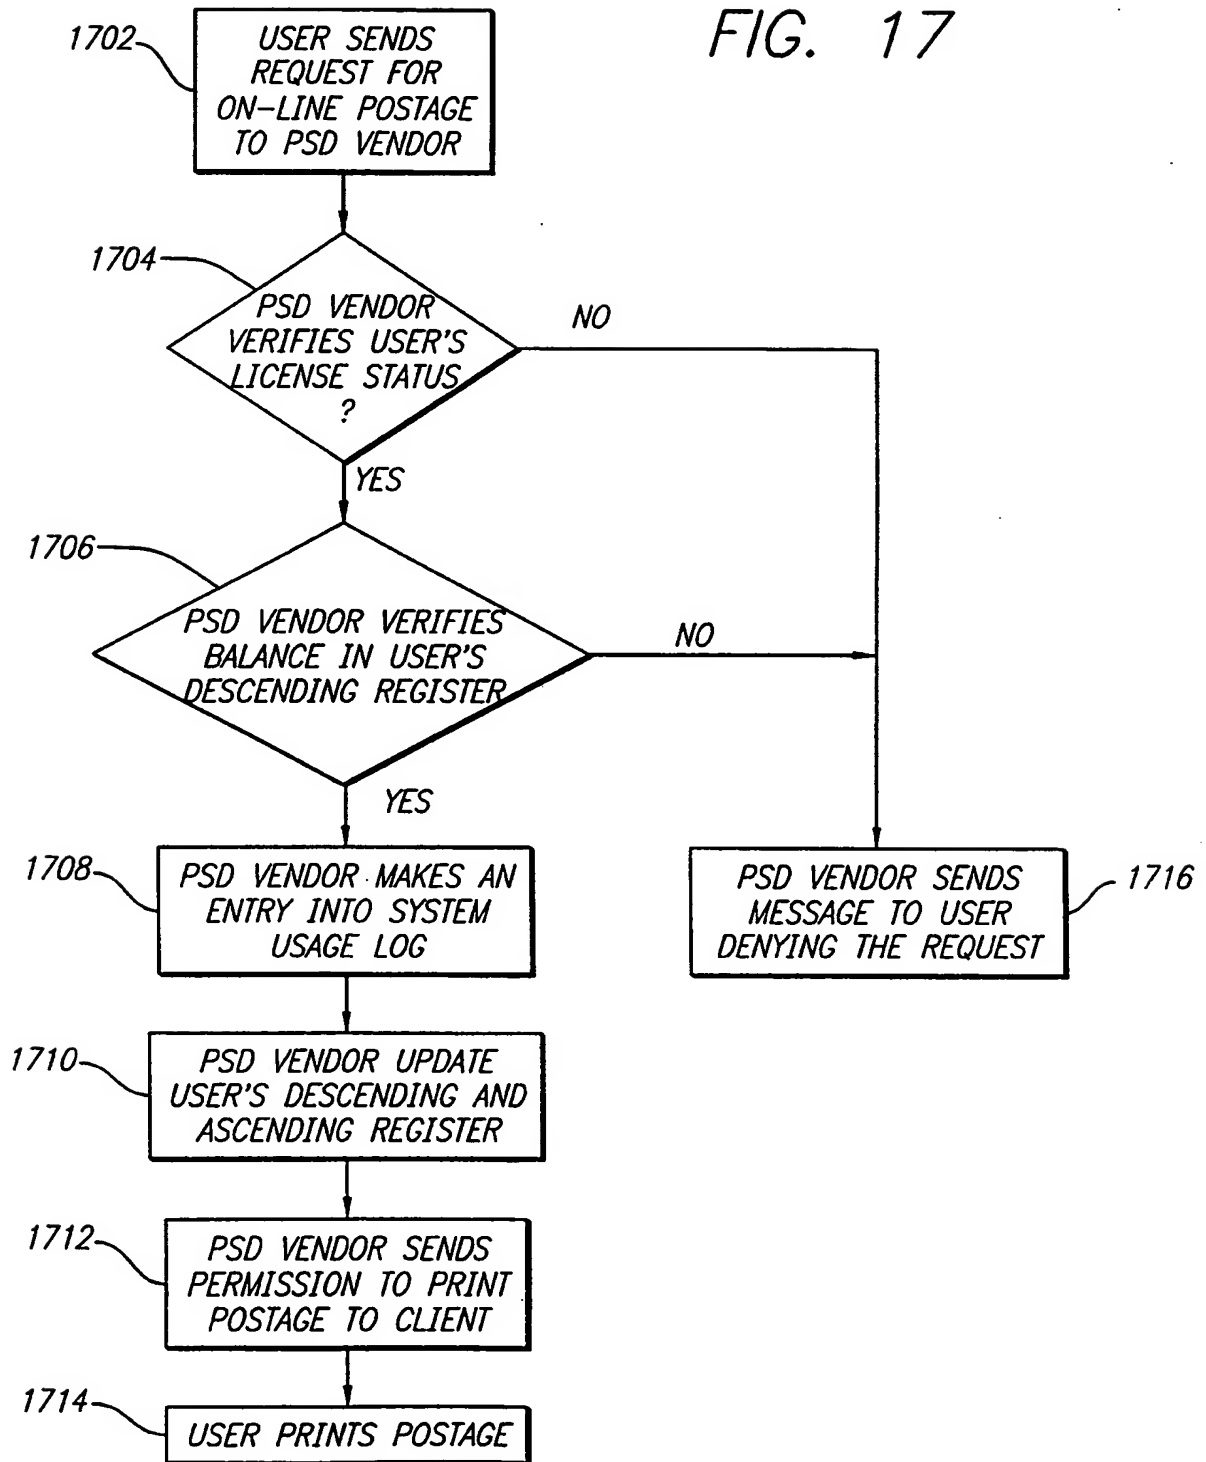 FIG. 17
1702
USER SENDS
REQUEST FOR
ON-LINE POSTAGE
TO PSD VENDOR
1704
PSD VENDOR
VERIFIES USER'S
LICENSE STATUS
?
NO
YES
1706
PSD VENDOR VERIFIES
BALANCE IN USER'S
DESCENDING REGISTER
NO
YES
1708
PSD VENDOR MAKES AN
ENTRY INTO SYSTEM
USAGE LOG
PSD VENDOR SENDS
MESSAGE TO USER
DENYING THE REQUEST
1716
1710
PSD VENDOR UPDATE
USER'S DESCENDING AND
ASCENDING REGISTER
1712
PSD VENDOR SENDS
PERMISSION TO PRINT
POSTAGE TO CLIENT
1714
USER PRINTS POSTAGE